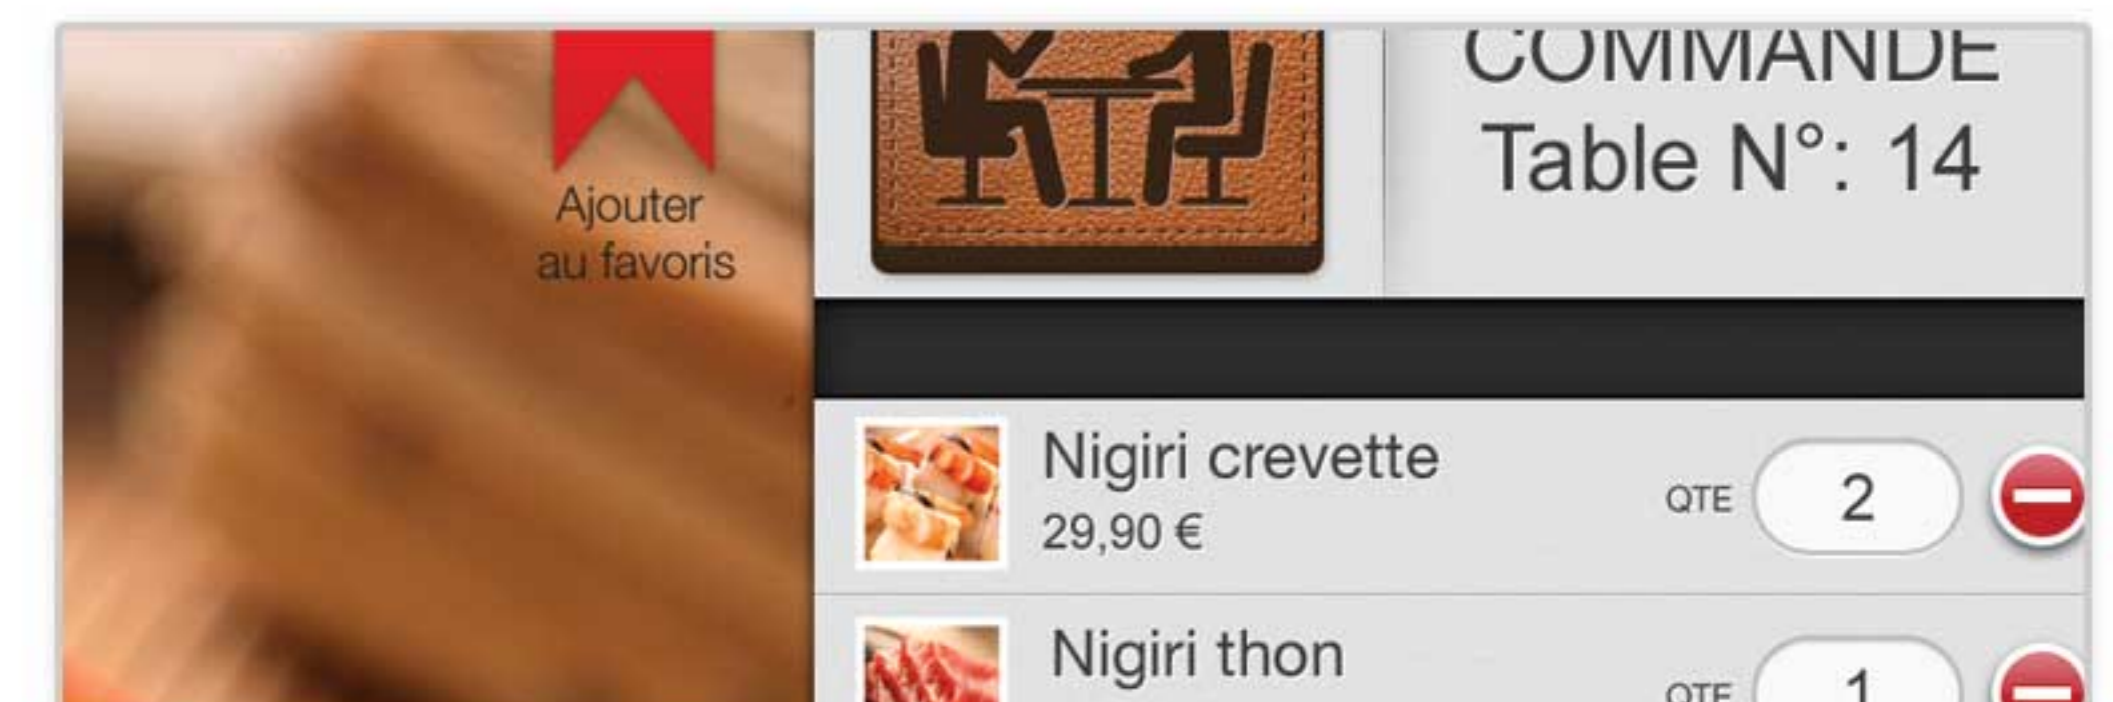 Ajouter
au favoris
COMMANDE
Table N°: 14
Nigiri crevette
29,90 €
QTE 2
Nigiri thon
QTE 1